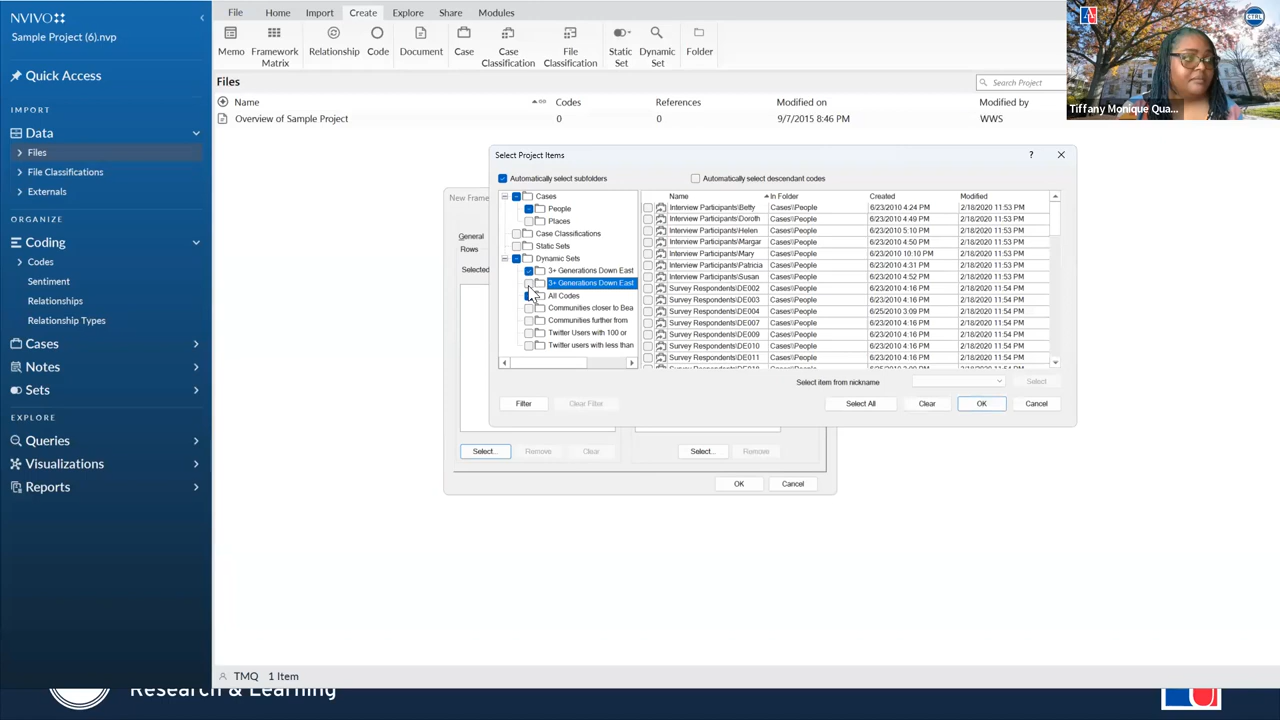 NVIVO
Sample Project (6).nvp
Quick Access
IMPORT
Data
Files
File Classifications
Externals
ORGANIZE
Coding
Codes
Sentiment
Relationships
Relationship Types
Cases
Notes
Sets
EXPLORE
Queries
Visualizations
Reports
File Home Import Create Explore Share Modules
Memo Framework Matrix Relationship Code Document Case Case Classification File Classification Static Set Dynamic Set Folder
Files
Search Project
Name Codes References Modified on Modified by
Overview of Sample Project 0 0 9/7/2015 8:46 PM WWS
CTRL
Tiffany Monique Qua...
New Frame
General
Rows
Selected
Select Project Items
?
Automatically select subfolders Automatically select descendant codes
Cases
People
Places
Case Classifications
Static Sets
Dynamic Sets
3+ Generations Down East
3+ Generations Down East
All Codes
Communities closer to Bea
Communities further from
Twitter Users with 100 or
Twitter users with less than
Name In Folder Created Modified
Interview Participants\Betty Cases\\People 6/23/2010 4:24 PM 2/18/2020 11:53 PM
Interview Participants\Doroth Cases\\People 6/23/2010 4:49 PM 2/18/2020 11:53 PM
Interview Participants\Helen Cases\\People 6/23/2010 5:10 PM 2/18/2020 11:53 PM
Interview Participants\Margar Cases\\People 6/23/2010 4:50 PM 2/18/2020 11:53 PM
Interview Participants\Mary Cases\\People 6/23/2010 10:10 PM 2/18/2020 11:53 PM
Interview Participants\Patricia Cases\\People 6/23/2010 4:51 PM 2/18/2020 11:53 PM
Interview Participants\Susan Cases\\People 6/23/2010 4:52 PM 2/18/2020 11:53 PM
Survey Respondents\DE002 Cases\\People 6/23/2010 4:16 PM 2/18/2020 11:53 PM
Survey Respondents\DE003 Cases\\People 6/23/2010 4:16 PM 2/18/2020 11:53 PM
Survey Respondents\DE004 Cases\\People 6/25/2010 3:09 PM 2/18/2020 11:53 PM
Survey Respondents\DE007 Cases\\People 6/23/2010 4:16 PM 2/18/2020 11:54 PM
Survey Respondents\DE009 Cases\\People 6/23/2010 4:16 PM 2/18/2020 11:54 PM
Survey Respondents\DE010 Cases\\People 6/23/2010 4:16 PM 2/18/2020 11:54 PM
Survey Respondents\DE011 Cases\\People 6/23/2010 4:16 PM 2/18/2020 11:54 PM
Select item from nickname Select
Filter Clear Filter Select All Clear OK Cancel
Select... Remove Clear Select... Remove
OK Cancel
TMQ 1 Item
Research & Learning